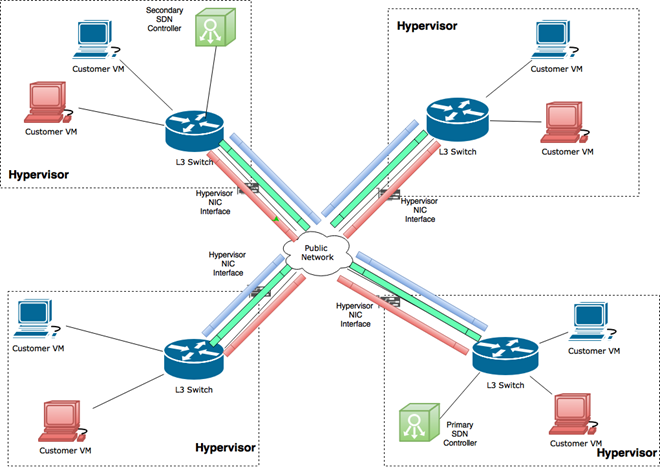 Secondary
SDN
Controller
Customer VM
Customer VM
L3 Switch
Hypervisor
Hypervisor
NIC
Interface
Hypervisor
Customer VM
Customer VM
L3 Switch
Hypervisor
NIC
Interface
Public
Network
Hypervisor
NIC
Interface
Customer VM
Customer VM
L3 Switch
Hypervisor
Hypervisor
NIC
Interface
Customer VM
L3 Switch
Primary
SDN
Controller
Customer VM
Hypervisor